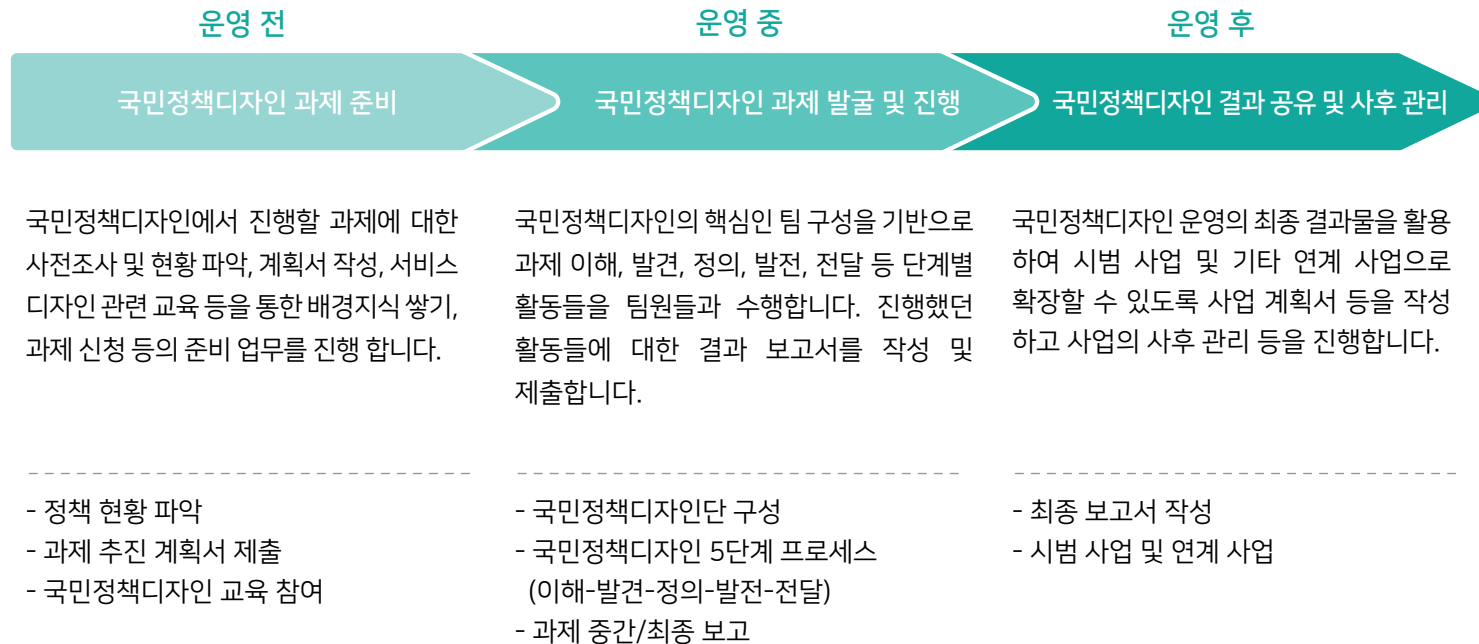 운영 전
국민정책디자인 과제 준비
국민정책디자인에서 진행할 과제에 대한
사전조사 및 현황 파악, 계획서 작성, 서비스
디자인 관련 교육 등을 통한 배경지식 쌓기,
과제 신청 등의 준비 업무를 진행 합니다.
- 정책 현황 파악
- 과제 추진 계획서 제출
- 국민정책디자인 교육 참여
운영 중
국민정책디자인 과제 발굴 및 진행
국민정책디자인의 핵심인 팀 구성을 기반으로
과제 이해, 발견, 정의, 발전, 전달 등 단계별
활동들을 팀원들과 수행합니다. 진행했던
활동들에 대한 결과 보고서를 작성 및
제출합니다.
- 국민정책디자인단 구성
- 국민정책디자인 5단계 프로세스
(이해-발견-정의-발전-전달)
- 과제 중간/최종 보고
운영 후
국민정책디자인 결과 공유 및 사후 관리
국민정책디자인 운영의 최종 결과물을 활용
하여 시범 사업 및 기타 연계 사업으로
확장할 수 있도록 사업 계획서 등을 작성
하고 사업의 사후 관리 등을 진행합니다.
- 최종 보고서 작성
- 시범 사업 및 연계 사업